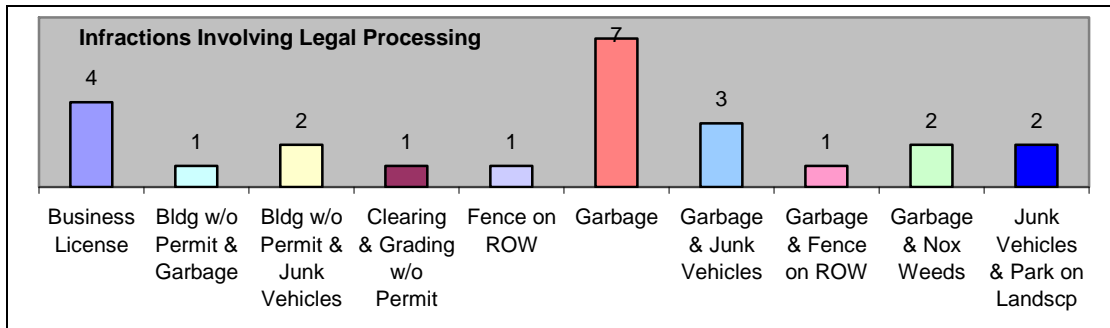 Infractions Involving Legal Processing
4
1
2
1
1
7
3
1
2
2
Business
License
Bldg w/o
Permit &
Garbage
Bldg w/o
Permit &
Junk
Vehicles
Clearing
& Grading
w/o
Permit
Fence on
ROW
Garbage
Garbage
& Junk
Vehicles
Garbage
& Fence
on ROW
Garbage
& Nox
Weeds
Junk
Vehicles
& Park on
Landscp